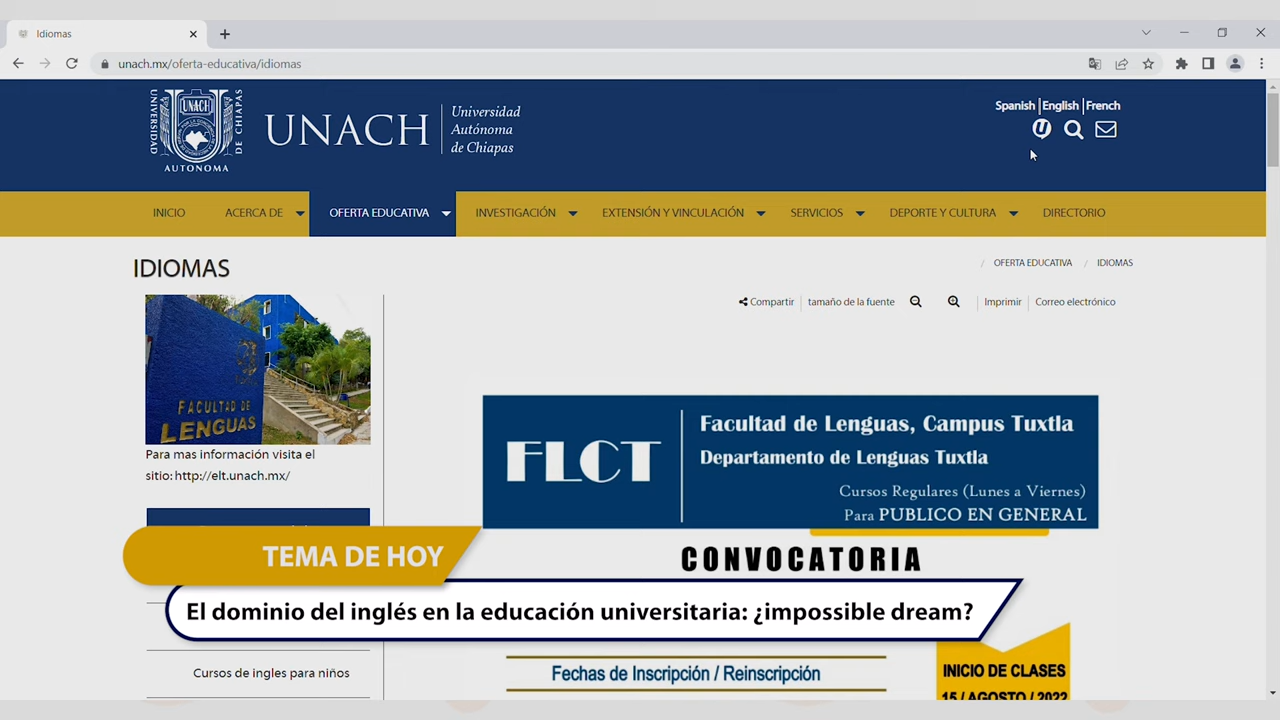 Idiomas
unach.mx/oferta-educativa/idiomas
UNIVERSIDAD
UNACH
DE CHIAPAS
AUTONOMA
UNACH
Universidad
Autónoma
de Chiapas
Spanish | English | French
INICIO ACERCA DE OFERTA EDUCATIVA INVESTIGACIÓN EXTENSIÓN Y VINCULACIÓN SERVICIOS DEPORTE Y CULTURA DIRECTORIO
IDIOMAS
/ OFERTA EDUCATIVA / IDIOMAS
Compartir | tamaño de la fuente | Imprimir | Correo electrónico
FACULTAD DE
LENGUAS
Para mas información visita el
sitio: http://elt.unach.mx/
FLCT
Facultad de Lenguas, Campus Tuxtla
Departamento de Lenguas Tuxtla
Cursos Regulares (Lunes a Viernes)
Para PUBLICO EN GENERAL
CONVOCATORIA
TEMA DE HOY
El dominio del inglés en la educación universitaria: ¿impossible dream?
Cursos de ingles para niños
Fechas de Inscripción / Reinscripción
INICIO DE CLASES
15 / AGOSTO / 2022